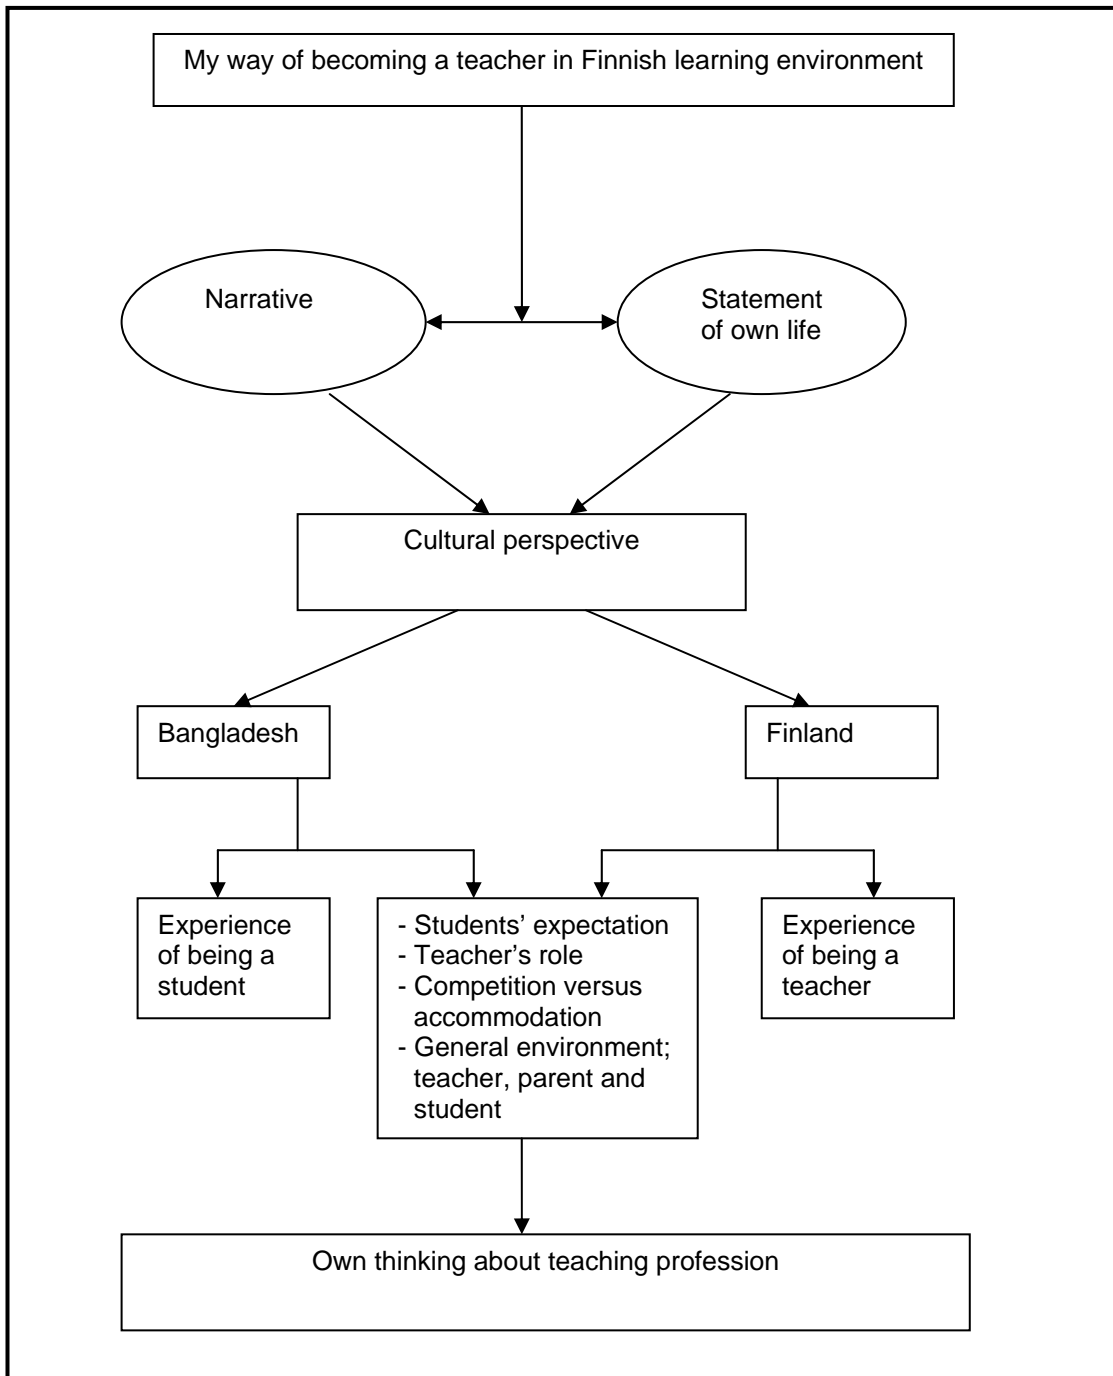 My way of becoming a teacher in Finnish learning environment
Narrative
Statement
of own life
Cultural perspective
Bangladesh
Finland
Experience
of being a
student
- Students’ expectation
- Teacher’s role
- Competition versus
accommodation
- General environment;
teacher, parent and
student
Experience
of being a
teacher
Own thinking about teaching profession